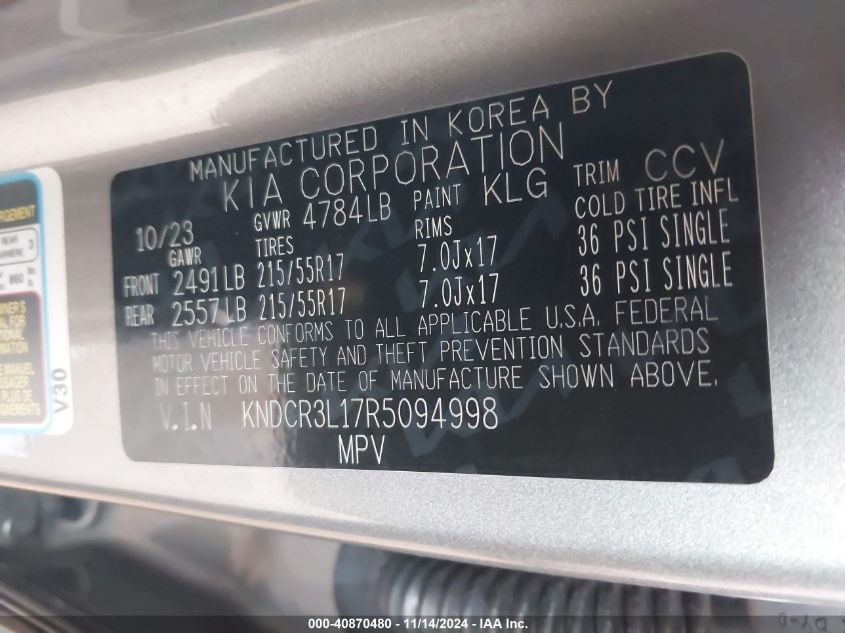 MANUFACTURED IN KOREA BY
KIA CORPORATION
10/23 GVWR 4784LB PAINT KLG TRIM CCV
GAWR TIRES RIMS COLD TIRE INFL
FRONT 2491LB 215/55R17 7.0Jx17 36 PSI SINGLE
REAR 2557LB 215/55R17 7.0Jx17 36 PSI SINGLE
THIS VEHICLE CONFORMS TO ALL APPLICABLE U.S.A. FEDERAL
MOTOR VEHICLE SAFETY AND THEFT PREVENTION STANDARDS
IN EFFECT ON THE DATE OF MANUFACTURE SHOWN ABOVE.
V.I.N KNDCR3L17R5094998
MPV
REAR 3
860
V30
000-40870480 - 11/14/2024 - IAA Inc.